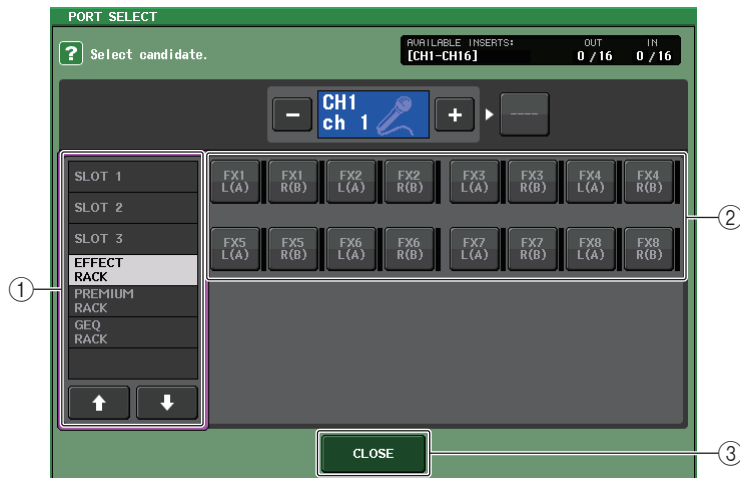 PORT SELECT
? Select candidate.
AVAILABLE INSERTS: OUT IN
[CH1-CH16] 0 /16 0 /16
− CH1 +
ch 1
----
SLOT 1
SLOT 2
SLOT 3
EFFECT
RACK
PREMIUM
RACK
GEQ
RACK
FX1 FX1 FX2 FX2 FX3 FX3 FX4 FX4
L(A) R(B) L(A) R(B) L(A) R(B) L(A) R(B)
FX5 FX5 FX6 FX6 FX7 FX7 FX8 FX8
L(A) R(B) L(A) R(B) L(A) R(B) L(A) R(B)
CLOSE
1
2
3